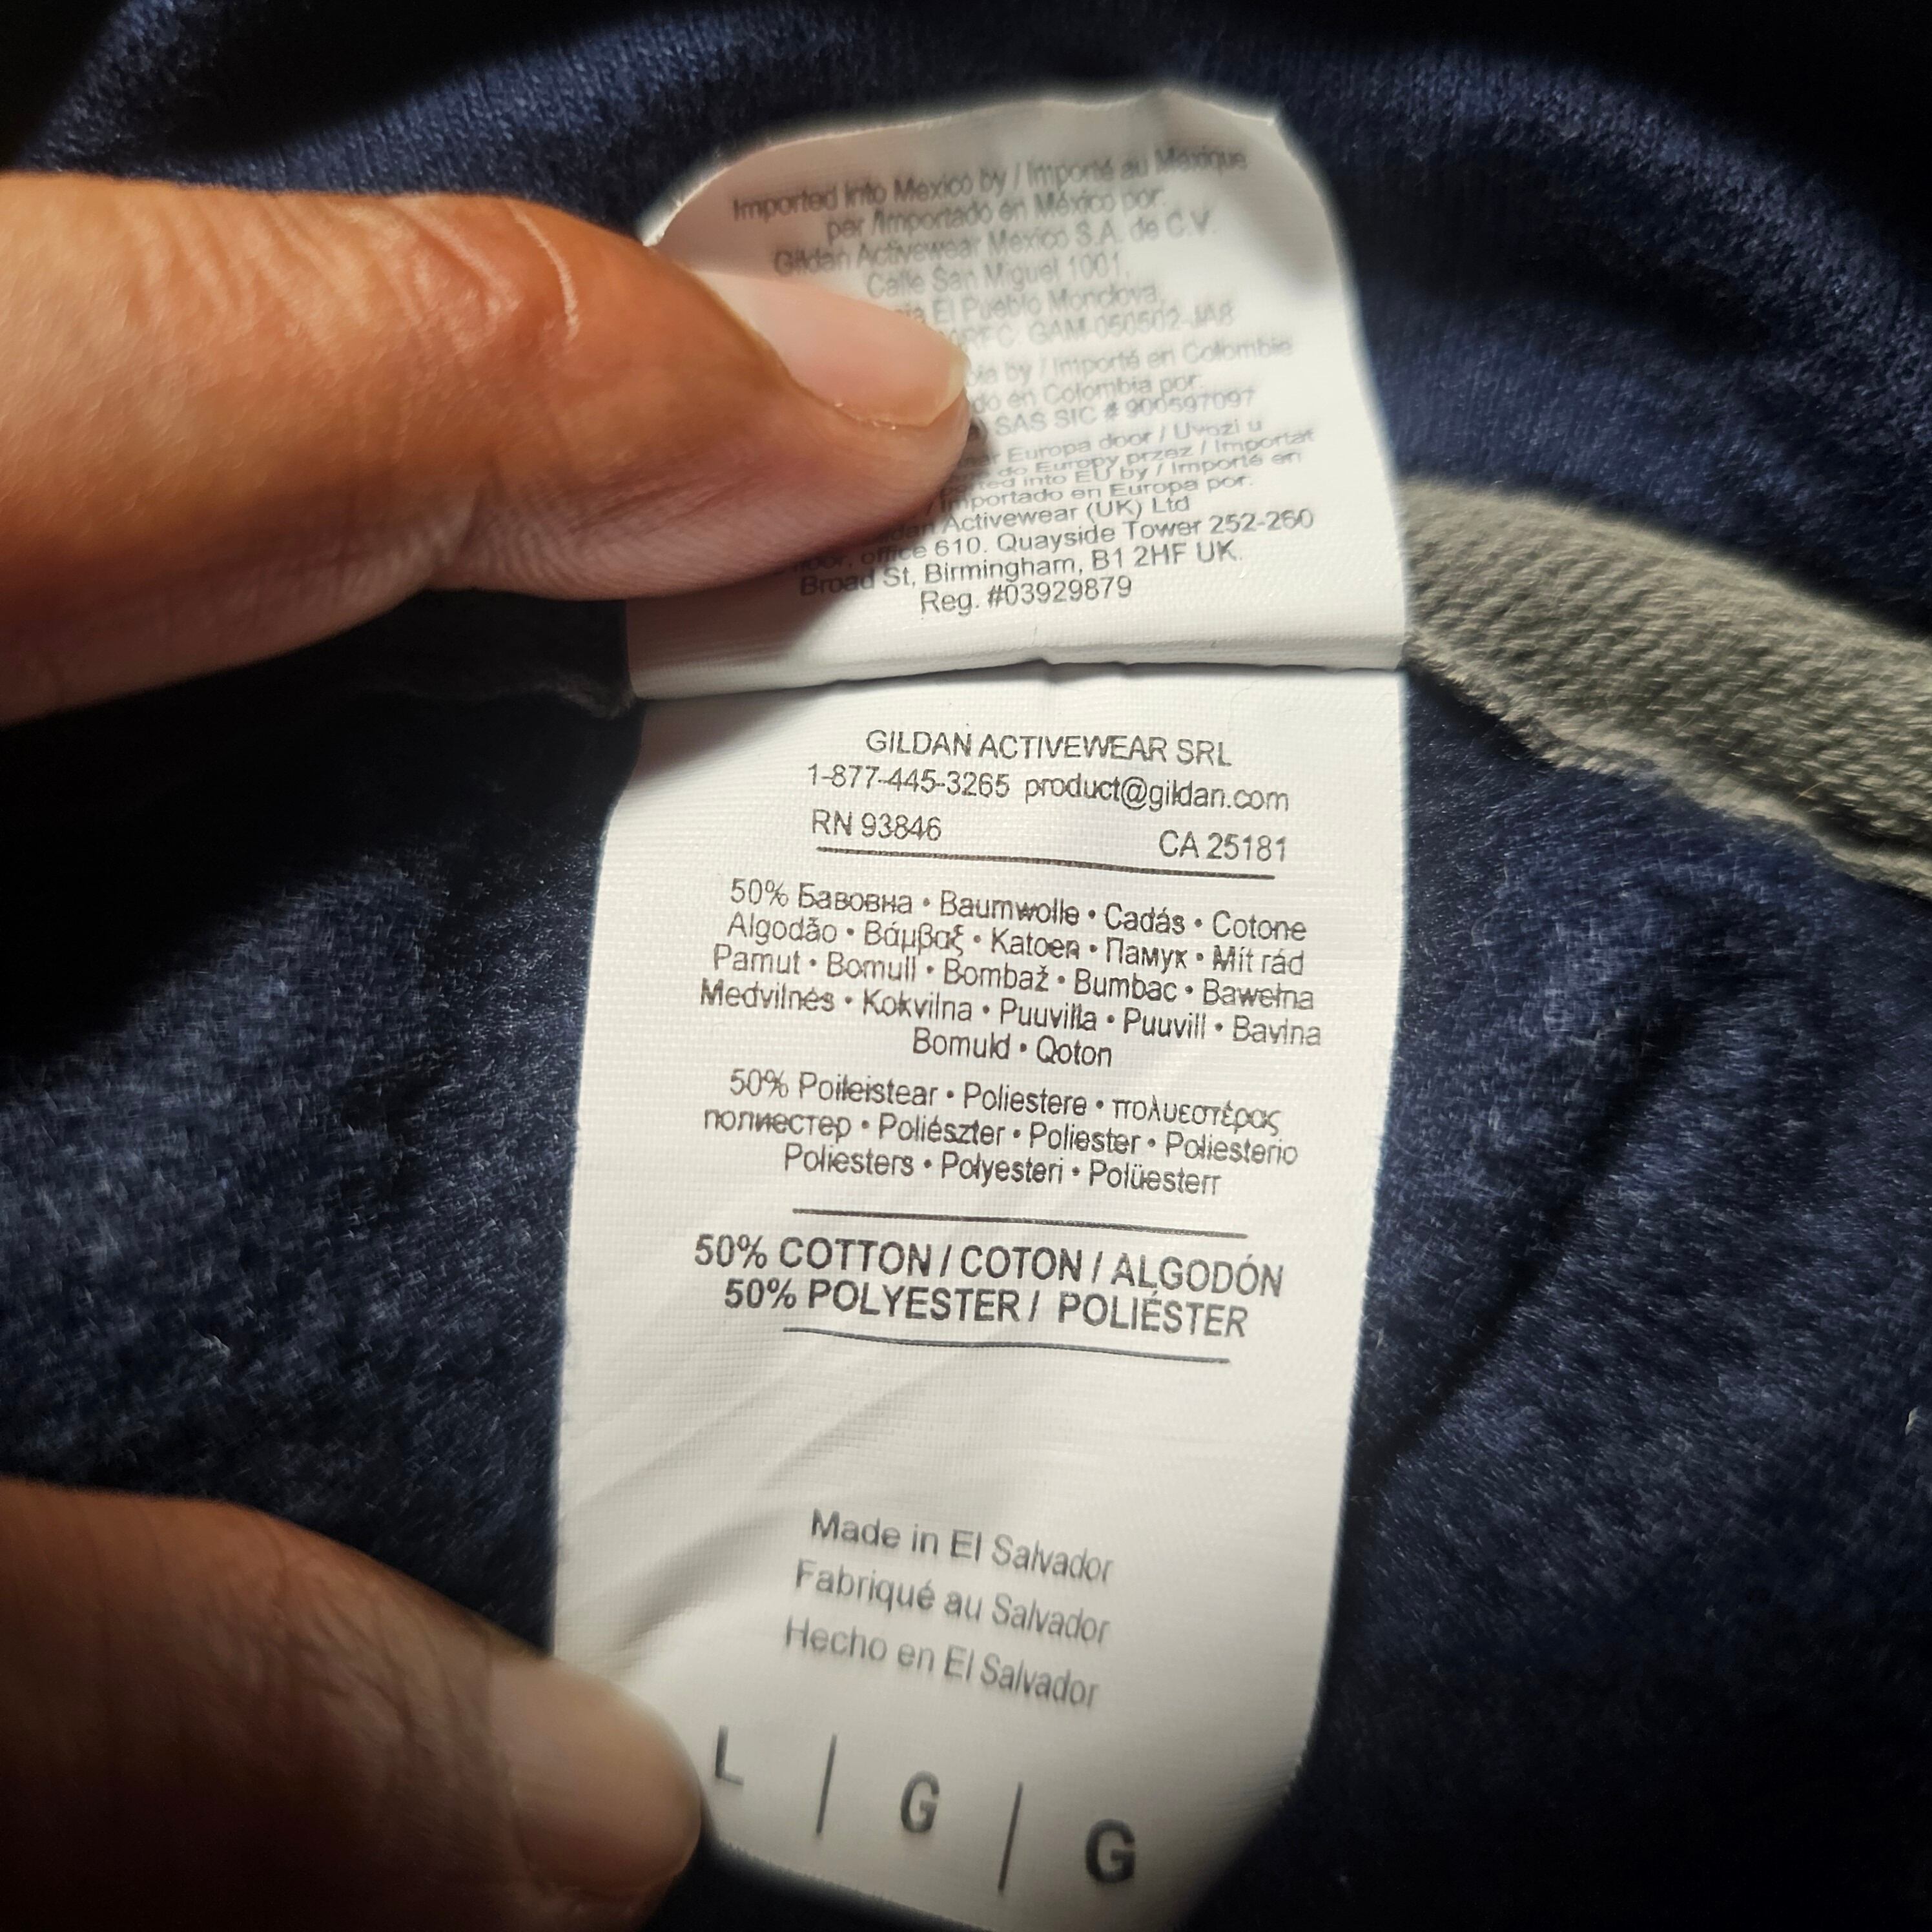 Imported into Mexico by / Importé au Mexique
par /Importado en México por:
Gildan Activewear Mexico S.A. de C.V.
Calle San Miguel 1001,
El Pueblo Monclova,
GAM-050502-JA8
by / Importé en Colombie
en Colombia por:
SAS SIC # 900597097
Europa door / Uvozi u
do Europy przez / Importat
into EU by / Importé en
Importado en Europa por:
Activewear (UK) Ltd
office 610. Quayside Tower 252-260
Broad St, Birmingham, B1 2HF UK.
Reg. #03929879
GILDAN ACTIVEWEAR SRL
1-877-445-3265 product@gildan.com
RN 93846 CA 25181
50% Бавовна • Baumwolle • Cadás • Cotone
Algodão • Βάμβαξ • Katoen • Памук • Mít rád
Pamut • Bomull • Bombaž • Bumbac • Bawełna
Medvilnės • Kokvilna • Puuvilla • Puuvill • Bavlna
Bomuld • Qoton
50% Poileistear • Poliestere • πολυεστέρας
полиестер • Poliészter • Poliester • Poliesterio
Poliesters • Polyesteri • Polüesterr
50% COTTON / COTON / ALGODÓN
50% POLYESTER / POLIÉSTER
Made in El Salvador
Fabriqué au Salvador
Hecho en El Salvador
L | G | G